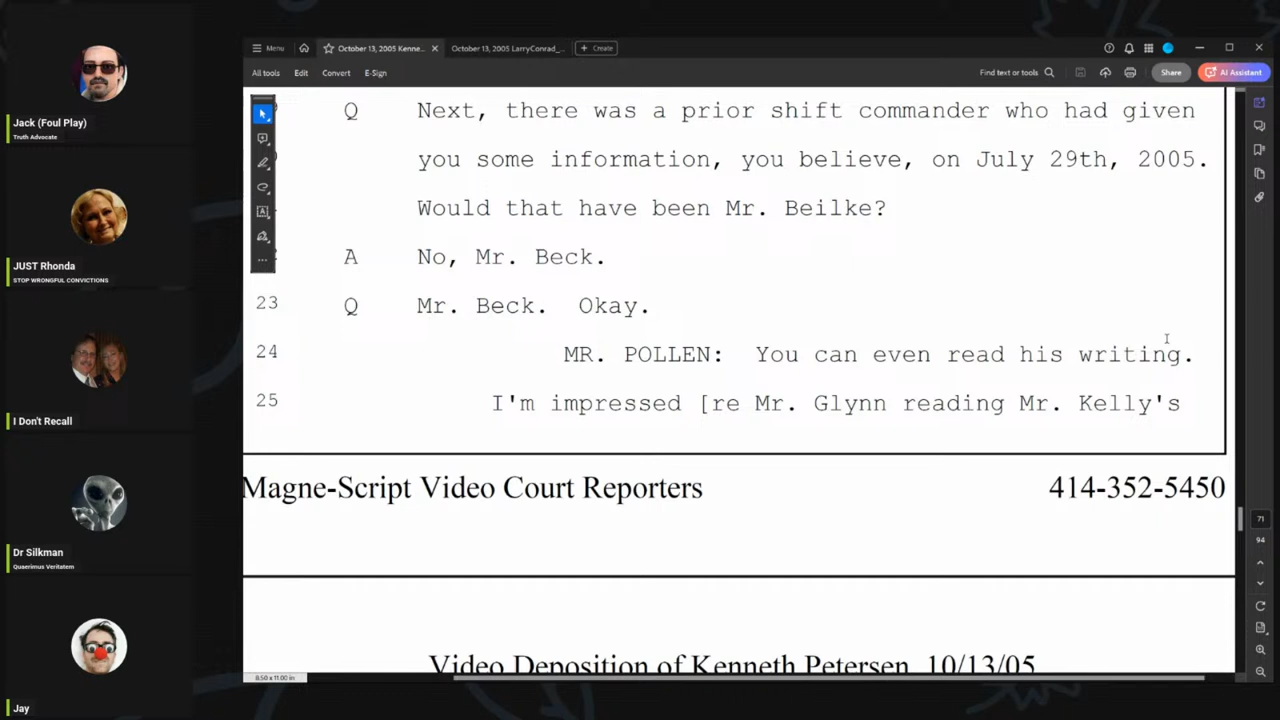 Jack (Foul Play)
Truth Advocate
JUST Rhonda
STOP WRONGFUL CONVICTIONS
I Don't Recall
Dr Silkman
Quaerimus Veritatem
Jay
Menu
October 13, 2005 Kenne...
October 13, 2005 LarryConrad_...
+ Create
All tools
Edit
Convert
E-Sign
Find text or tools
Share
AI Assistant
Q Next, there was a prior shift commander who had given
you some information, you believe, on July 29th, 2005.
Would that have been Mr. Beilke?
A No, Mr. Beck.
23 Q Mr. Beck. Okay.
24 MR. POLLEN: You can even read his writing.
25 I'm impressed [re Mr. Glynn reading Mr. Kelly's
Magne-Script Video Court Reporters 414-352-5450
Video Deposition of Kenneth Petersen 10/13/05
8.50 x 11.00 in
71
94